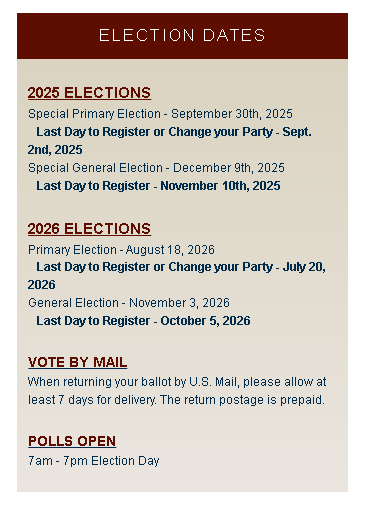 ELECTION DATES
2025 ELECTIONS
Special Primary Election - September 30th, 2025
Last Day to Register or Change your Party - Sept.
2nd, 2025
Special General Election - December 9th, 2025
Last Day to Register - November 10th, 2025
2026 ELECTIONS
Primary Election - August 18, 2026
Last Day to Register or Change your Party - July 20,
2026
General Election - November 3, 2026
Last Day to Register - October 5, 2026
VOTE BY MAIL
When returning your ballot by U.S. Mail, please allow at
least 7 days for delivery. The return postage is prepaid.
POLLS OPEN
7am - 7pm Election Day